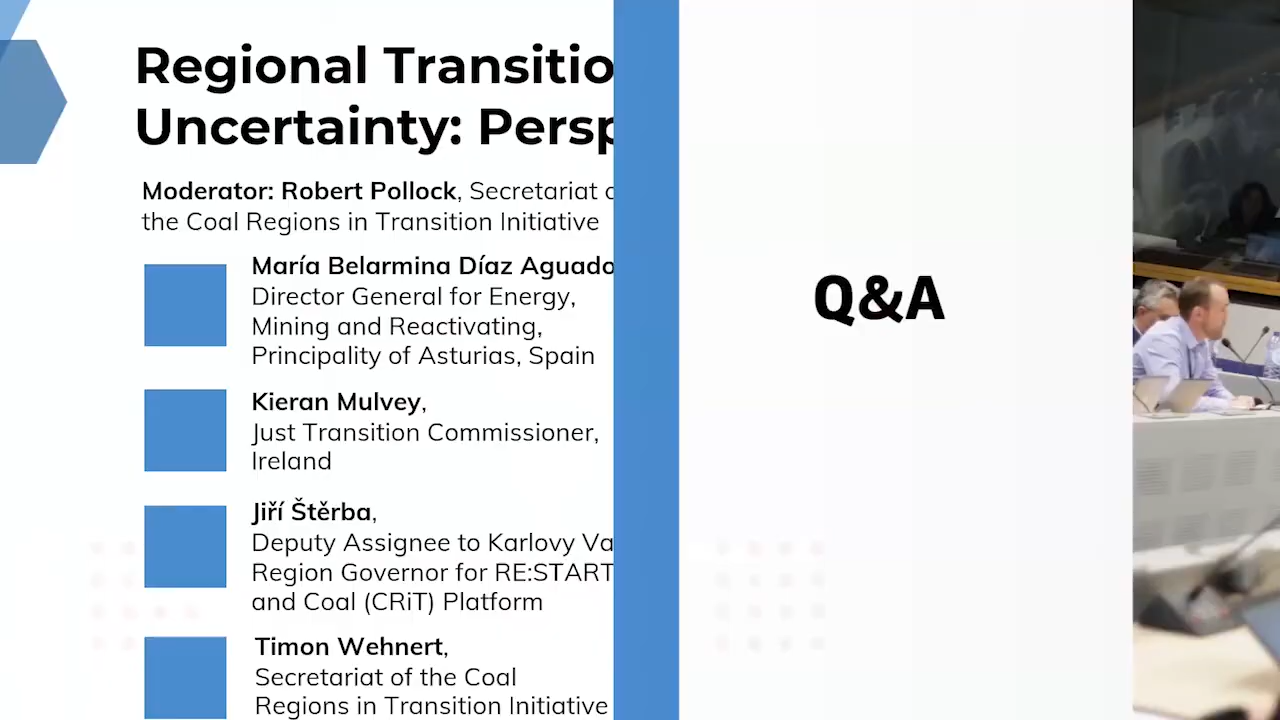 Regional Transitio
Uncertainty: Persp
Moderator: Robert Pollock, Secretariat o
the Coal Regions in Transition Initiative
María Belarmina Díaz Aguado
Director General for Energy,
Mining and Reactivating,
Principality of Asturias, Spain
Kieran Mulvey,
Just Transition Commissioner,
Ireland
Jiří Štěrba,
Deputy Assignee to Karlovy Va
Region Governor for RE:START
and Coal (CRiT) Platform
Timon Wehnert,
Secretariat of the Coal
Regions in Transition Initiative
Q&A